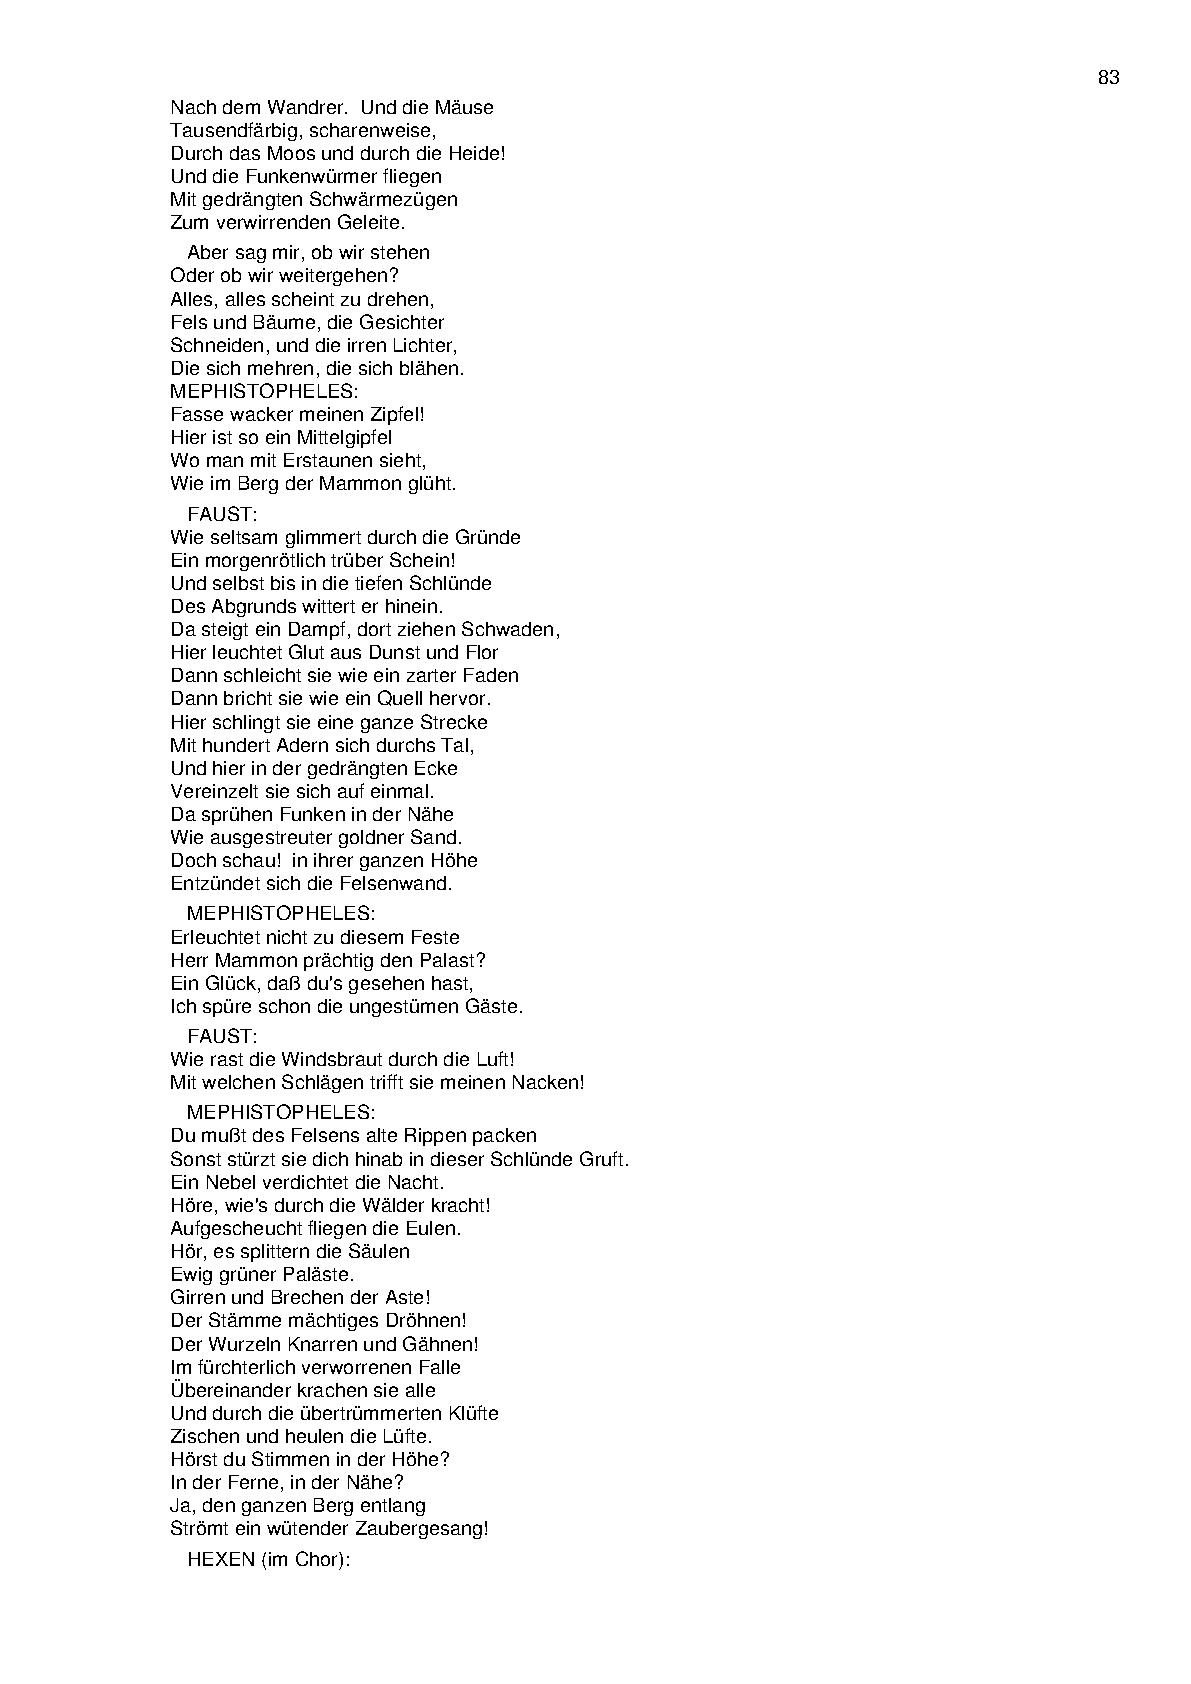 83
Nach dem Wandrer.  Und die Mäuse
Tausendfärbig, scharenweise,
Durch das Moos und durch die Heide!
Und die Funkenwürmer fliegen
Mit gedrängten Schwärmezügen
Zum verwirrenden Geleite.
Aber sag mir, ob wir stehen
Oder ob wir weitergehen?
Alles, alles scheint zu drehen,
Fels und Bäume, die Gesichter
Schneiden, und die irren Lichter,
Die sich mehren, die sich blähen.
MEPHISTOPHELES:
Fasse wacker meinen Zipfel!
Hier ist so ein Mittelgipfel
Wo man mit Erstaunen sieht,
Wie im Berg der Mammon glüht.
FAUST:
Wie seltsam glimmert durch die Gründe
Ein morgenrötlich trüber Schein!
Und selbst bis in die tiefen Schlünde
Des Abgrunds wittert er hinein.
Da steigt ein Dampf, dort ziehen Schwaden,
Hier leuchtet Glut aus Dunst und Flor
Dann schleicht sie wie ein zarter Faden
Dann bricht sie wie ein Quell hervor.
Hier schlingt sie eine ganze Strecke
Mit hundert Adern sich durchs Tal,
Und hier in der gedrängten Ecke
Vereinzelt sie sich auf einmal.
Da sprühen Funken in der Nähe
Wie ausgestreuter goldner Sand.
Doch schau!  in ihrer ganzen Höhe
Entzündet sich die Felsenwand.
MEPHISTOPHELES:
Erleuchtet nicht zu diesem Feste
Herr Mammon prächtig den Palast?
Ein Glück, daß du's gesehen hast,
Ich spüre schon die ungestümen Gäste.
FAUST:
Wie rast die Windsbraut durch die Luft!
Mit welchen Schlägen trifft sie meinen Nacken!
MEPHISTOPHELES:
Du mußt des Felsens alte Rippen packen
Sonst stürzt sie dich hinab in dieser Schlünde Gruft.
Ein Nebel verdichtet die Nacht.
Höre, wie's durch die Wälder kracht!
Aufgescheucht fliegen die Eulen.
Hör, es splittern die Säulen
Ewig grüner Paläste.
Girren und Brechen der Aste!
Der Stämme mächtiges Dröhnen!
Der Wurzeln Knarren und Gähnen!
Im fürchterlich verworrenen Falle
Übereinander krachen sie alle
Und durch die übertrümmerten Klüfte
Zischen und heulen die Lüfte.
Hörst du Stimmen in der Höhe?
In der Ferne, in der Nähe?
Ja, den ganzen Berg entlang
Strömt ein wütender Zaubergesang!
HEXEN (im Chor):